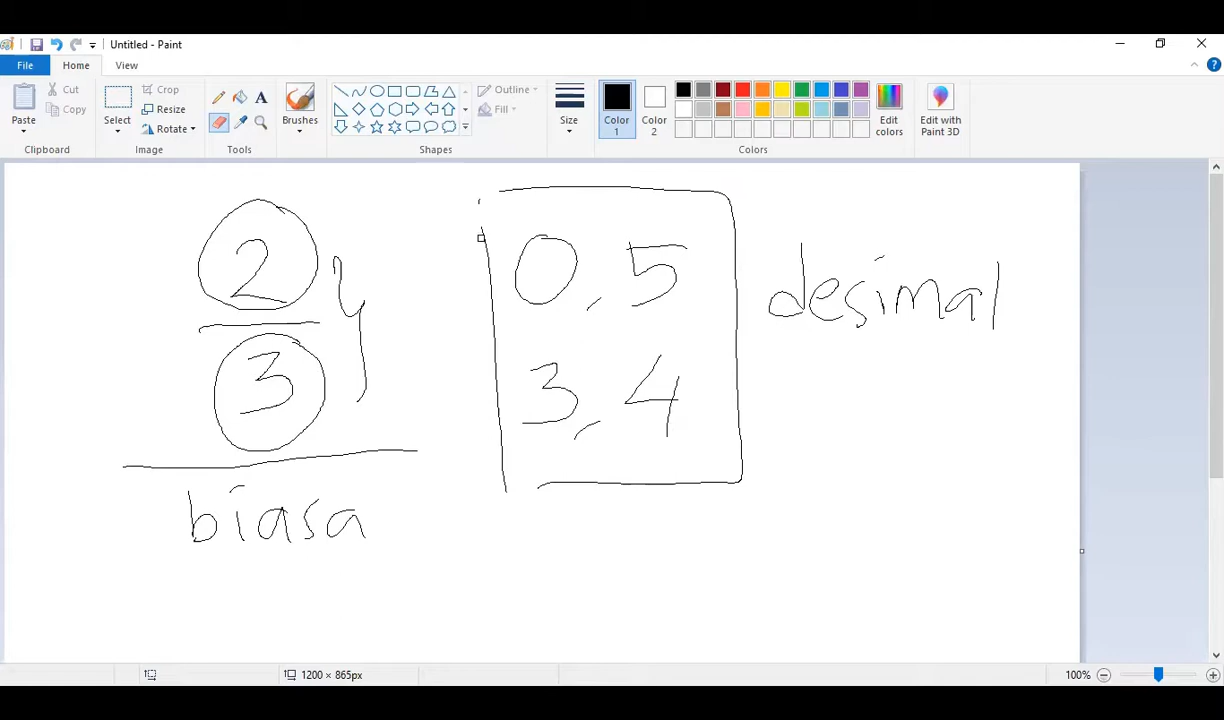 Untitled - Paint
File Home View
Paste
Cut
Copy
Clipboard
Select
Crop
Resize
Rotate
Image
Tools
Brushes
Shapes
Outline
Fill
Size
Color 1
Color 2
Edit colors
Colors
Edit with Paint 3D
2
3
biasa
0,5
3,4
desimal
1200 × 865px
100%